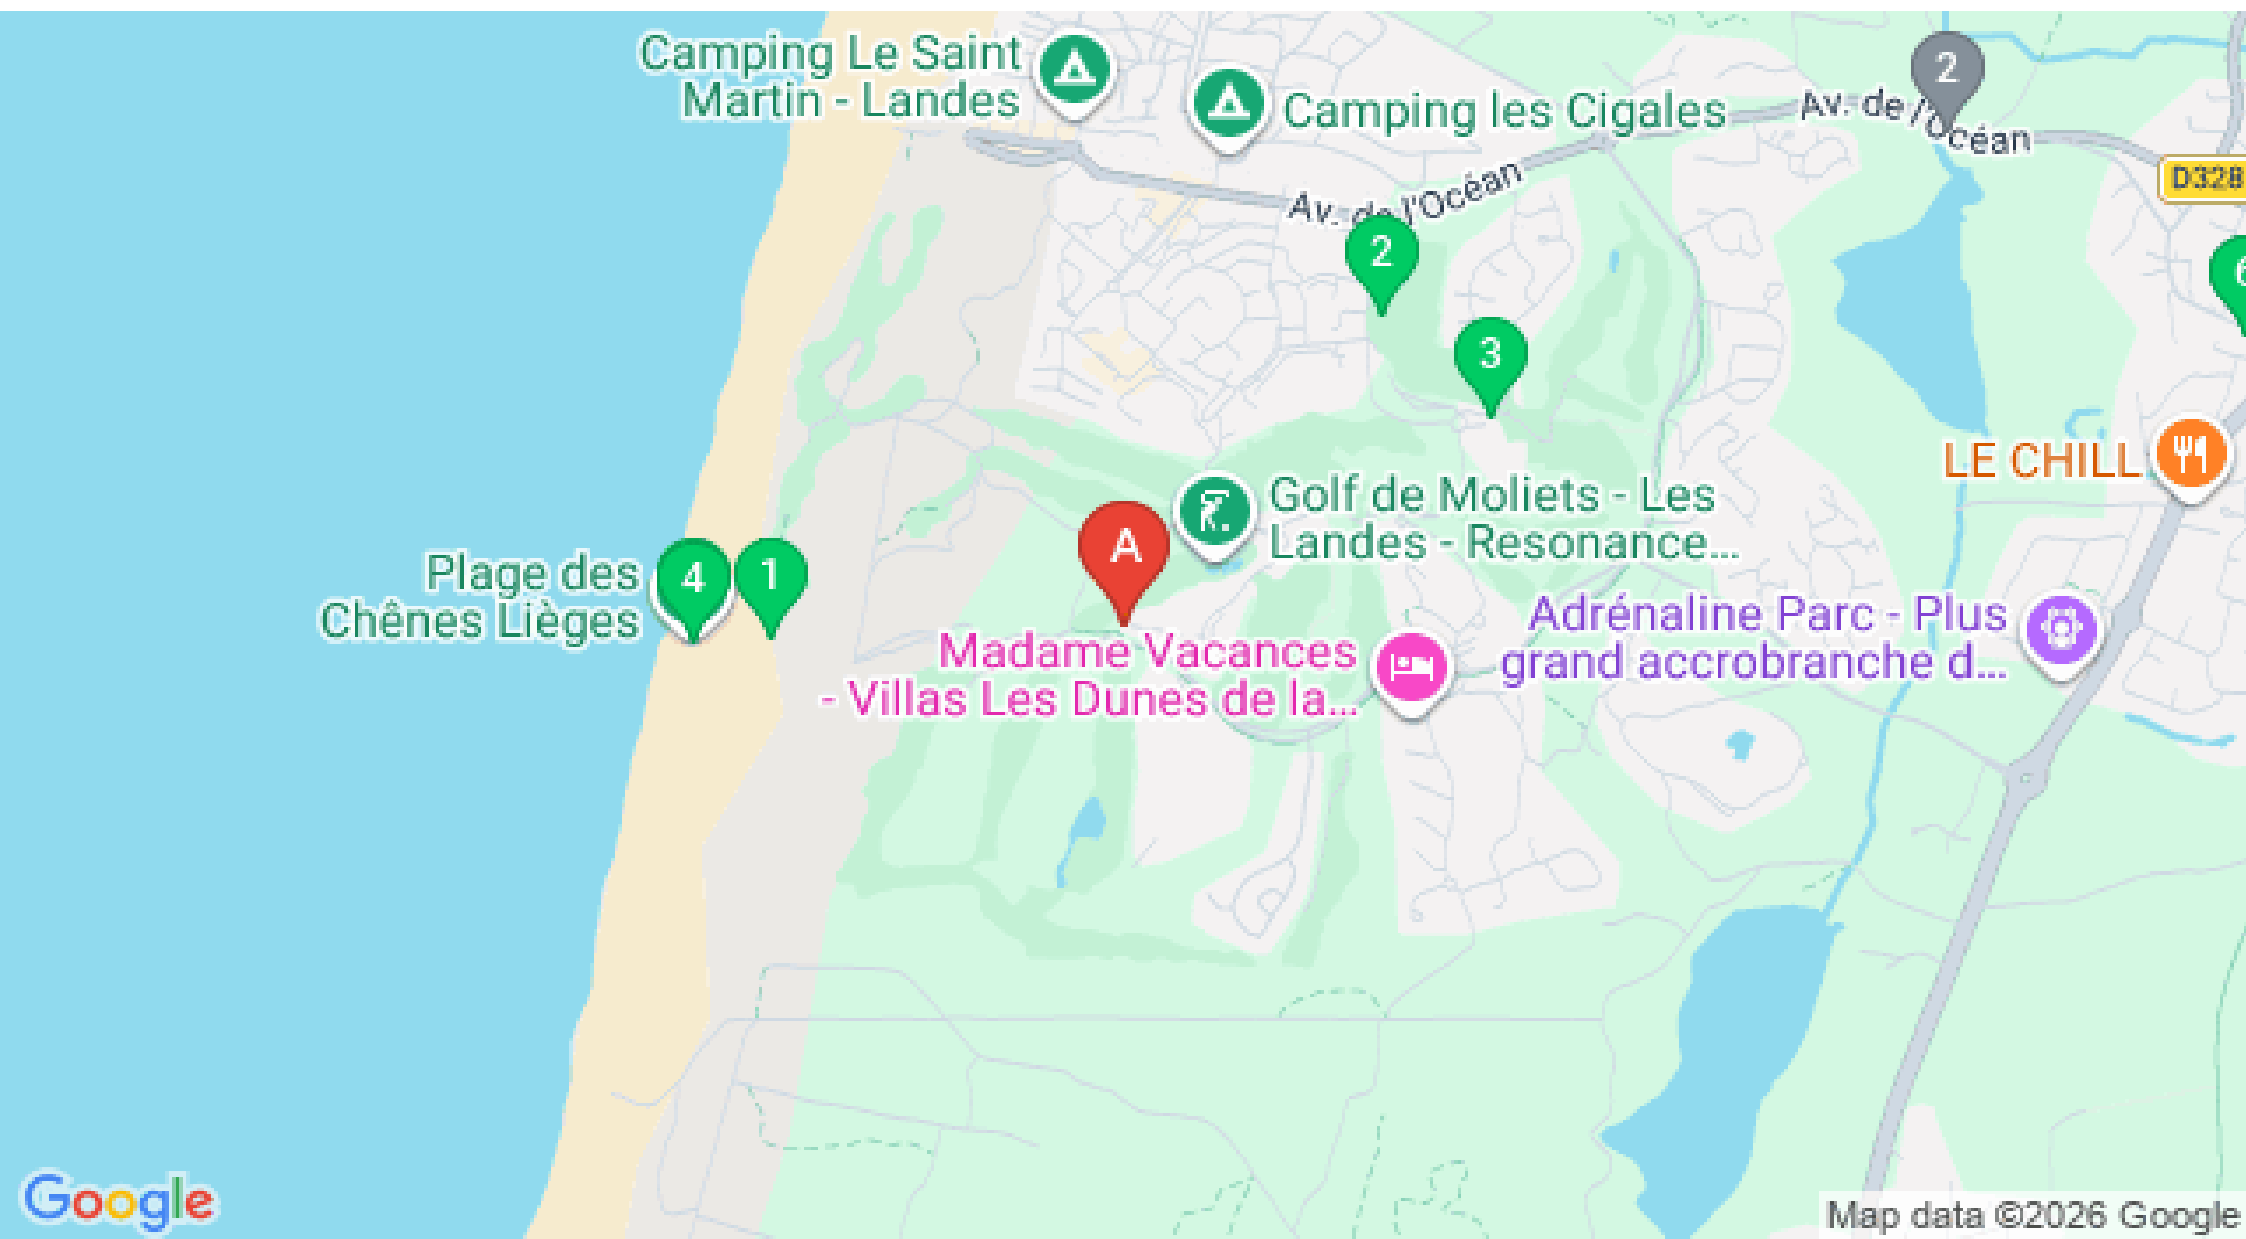 Camping Le Saint
Martin - Landes
Camping les Cigales
2
Av. de l'Océan
D328
Av. de l'Océan
2
6
3
LE CHILL
Golf de Moliets - Les
Landes - Resonance...
A
Plage des
Chênes Lièges
4
1
Adrénaline Parc - Plus
grand accrobranche d...
Madame Vacances
- Villas Les Dunes de la...
Google
Map data ©2026 Google